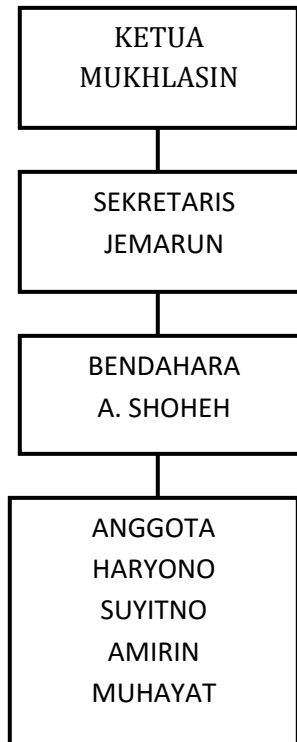 KETUA
MUKHLASIN
SEKRETARIS
JEMARUN
BENDAHARA
A. SHOHEH
ANGGOTA
HARYONO
SUYITNO
AMIRIN
MUHAYAT